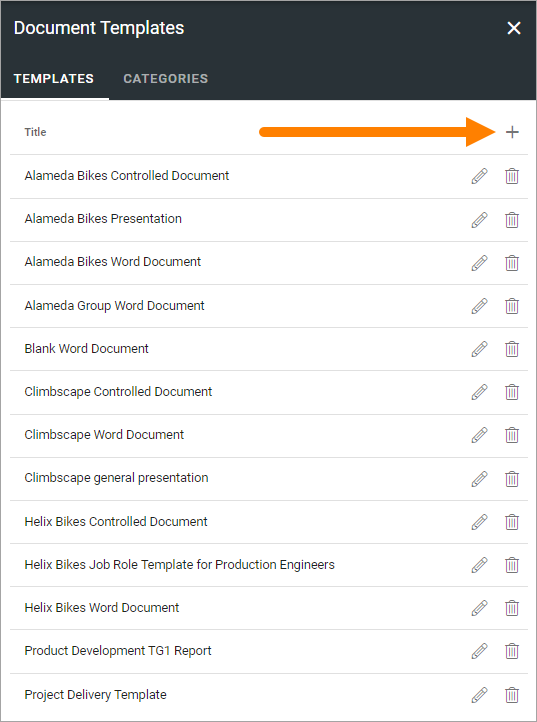 Document Templates
TEMPLATES CATEGORIES
Title
Alameda Bikes Controlled Document
Alameda Bikes Presentation
Alameda Bikes Word Document
Alameda Group Word Document
Blank Word Document
Climbscape Controlled Document
Climbscape Word Document
Climbscape general presentation
Helix Bikes Controlled Document
Helix Bikes Job Role Template for Production Engineers
Helix Bikes Word Document
Product Development TG1 Report
Project Delivery Template